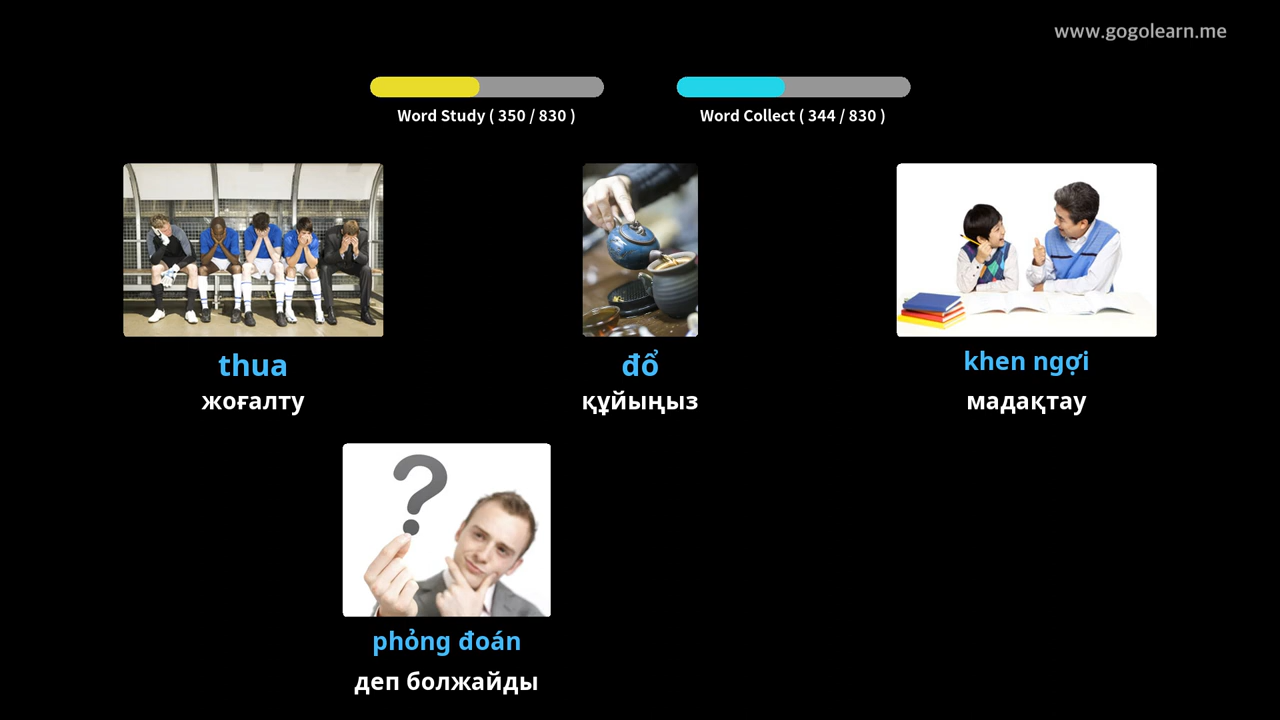 www.gogolearn.me
Word Study ( 350 / 830 )
Word Collect ( 344 / 830 )
thua
жоғалту
đổ
құйыңыз
khen ngợi
мадақтау
phỏng đoán
деп болжайды